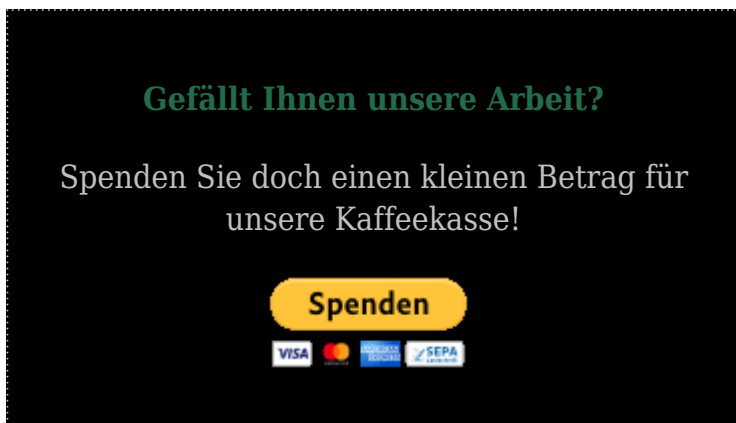 Gefällt Ihnen unsere Arbeit?
Spenden Sie doch einen kleinen Betrag für
unsere Kaffeekasse!
Spenden
VISA SEPA